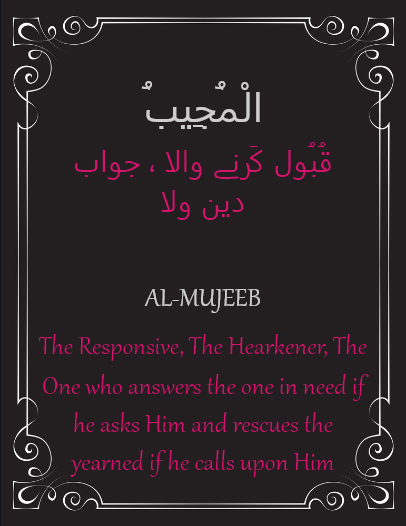 الْمُجِيبُ
قُبُول کَرنے والا ، جواب
دین ولا
AL-MUJEEB
The Responsive, The Hearkener, The
One who answers the one in need if
he asks Him and rescues the
yearned if he calls upon Him